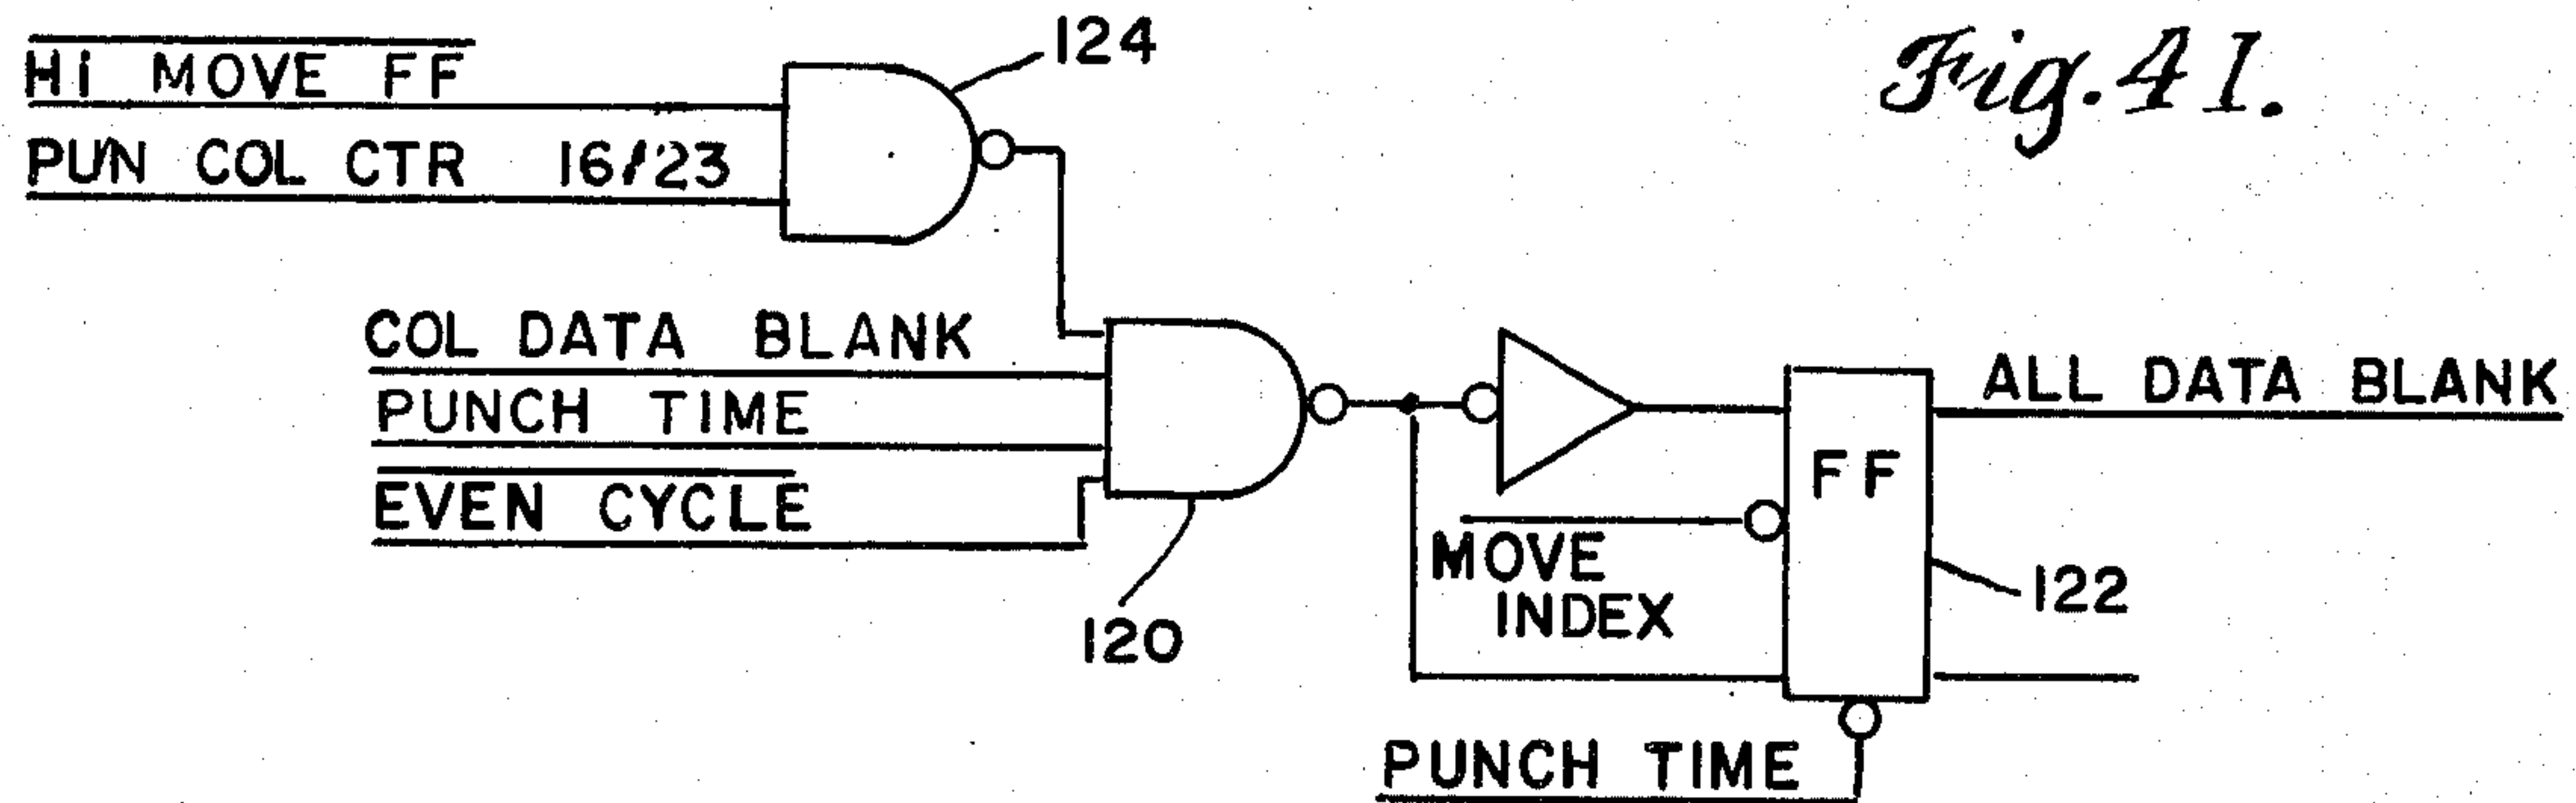 124
Fig. 41.
HI MOVE FF
PUN COL CTR 16/23
COL DATA BLANK
PUNCH TIME
EVEN CYCLE
120
MOVE
INDEX
FF
ALL DATA BLANK
122
PUNCH TIME